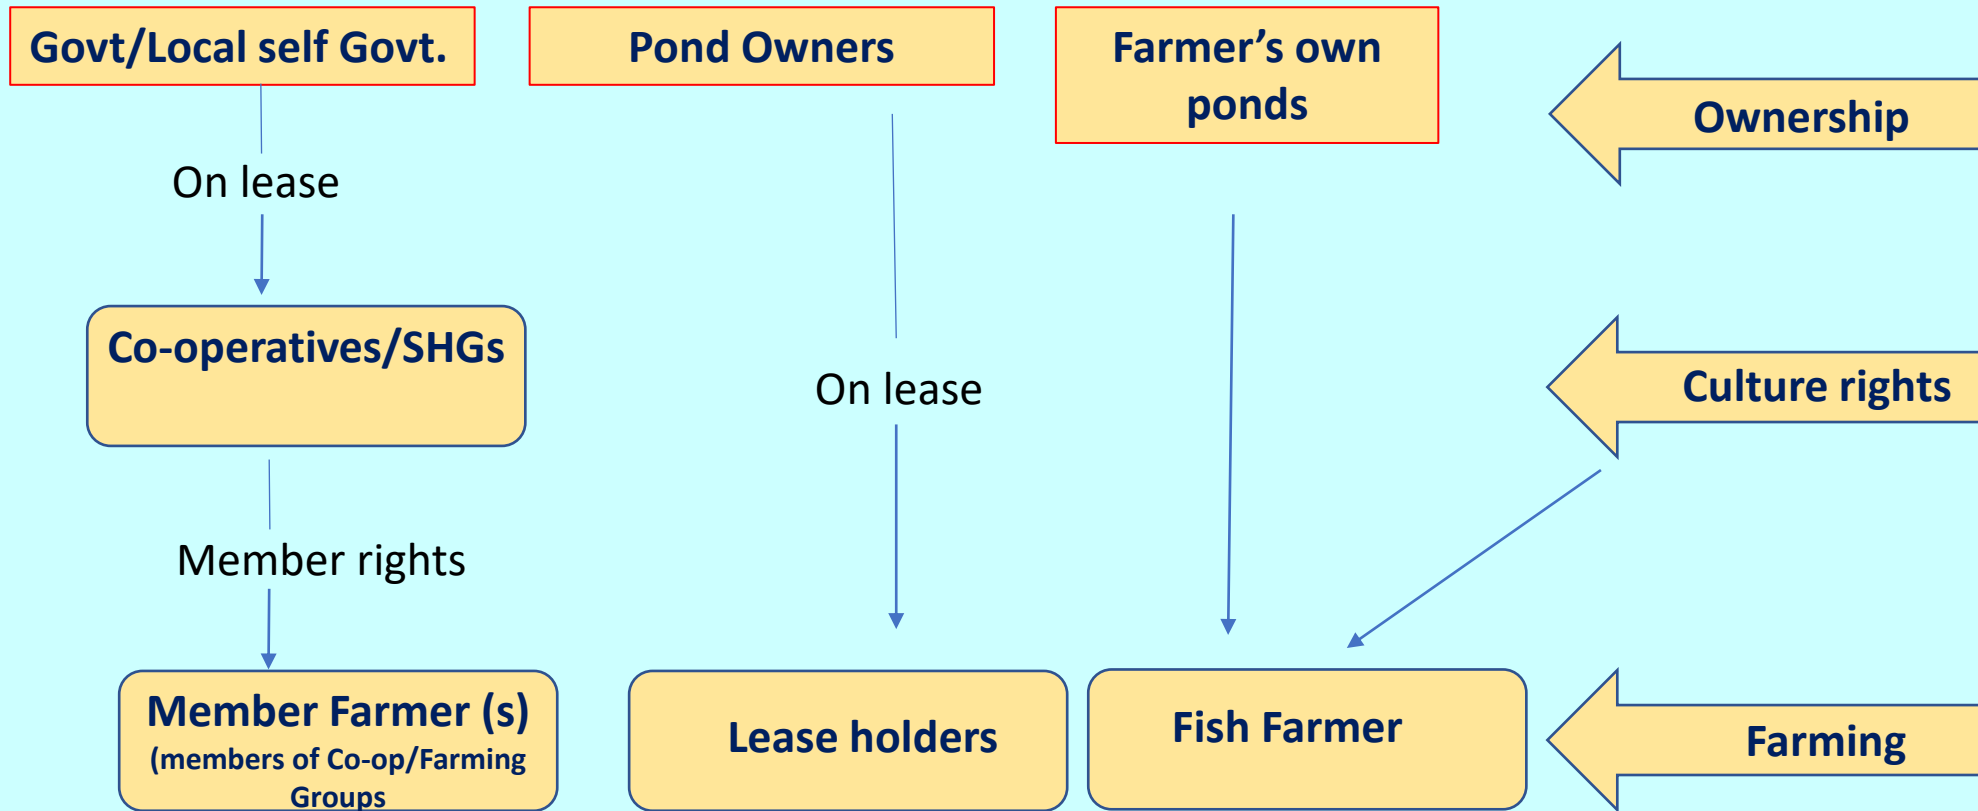 Govt/Local self Govt.
Pond Owners
Farmer’s own
ponds
Ownership
On lease
Co-operatives/SHGs
On lease
Culture rights
Member rights
Member Farmer (s)
(members of Co-op/Farming
Groups
Lease holders
Fish Farmer
Farming